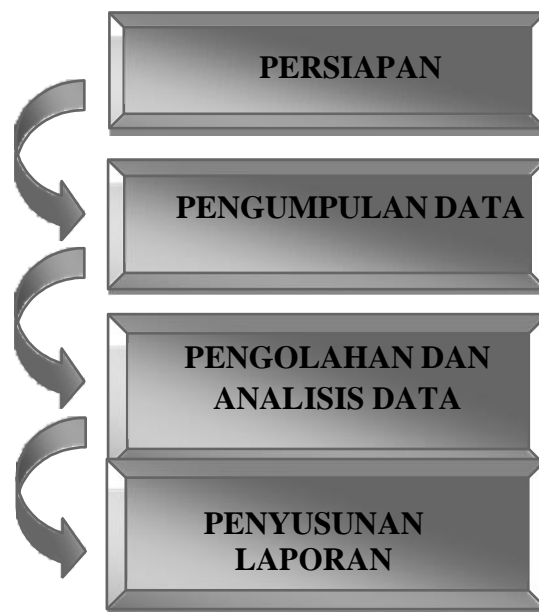 PERSIAPAN
PENGUMPULAN DATA
PENGOLAHAN DAN
ANALISIS DATA
PENYUSUNAN
LAPORAN